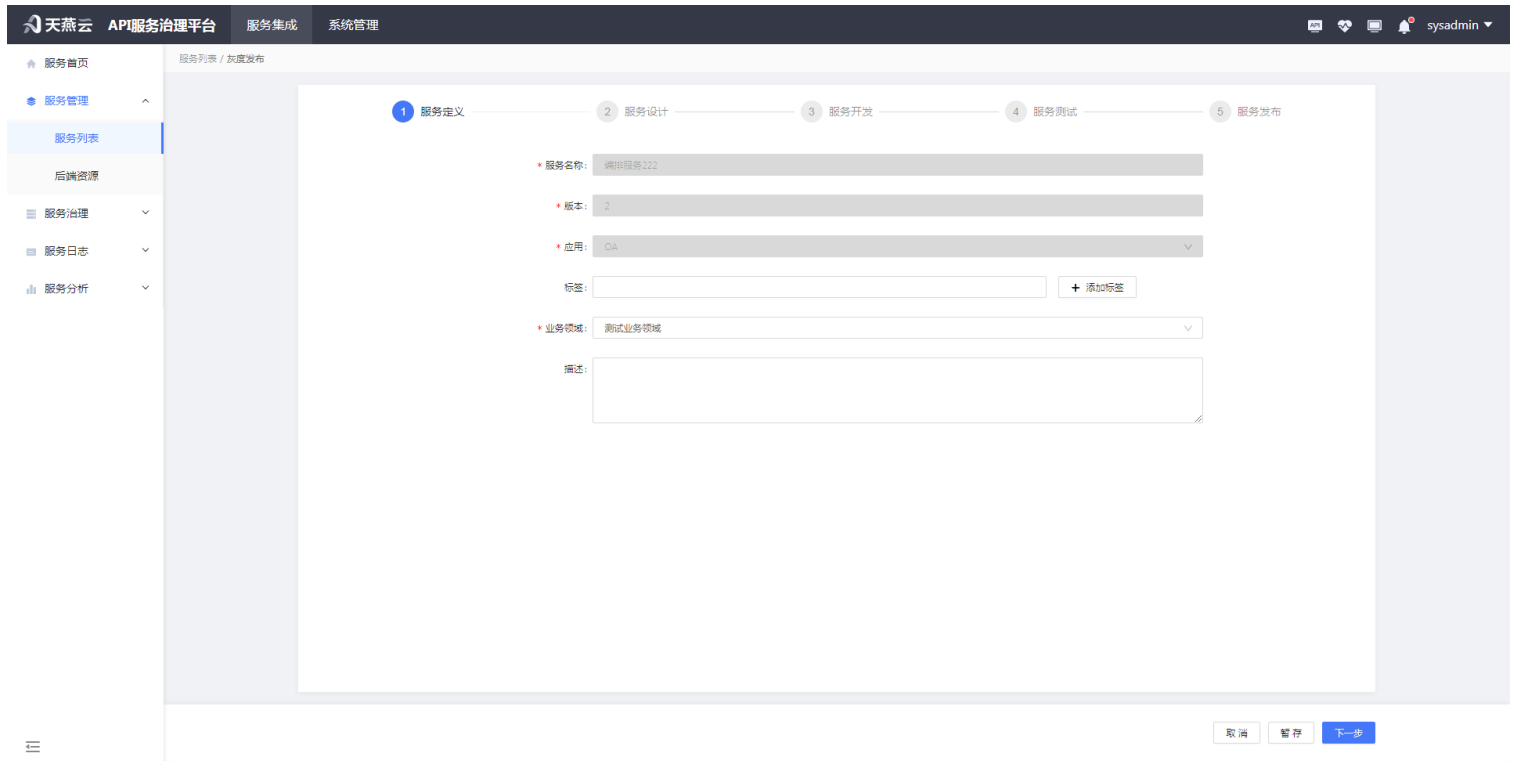 天燕云 API服务治理平台 服务集成 系统管理 API sysadmin
服务首页
服务管理
服务列表
后端资源
服务治理
服务日志
服务分析
服务列表 / 灰度发布
1 服务定义 2 服务设计 3 服务开发 4 服务测试 5 服务发布
* 服务名称: 编排服务222
* 版本: 2
* 应用: OA
标签: + 添加标签
* 业务领域: 测试业务领域
描述:
取消 暂存 下一步